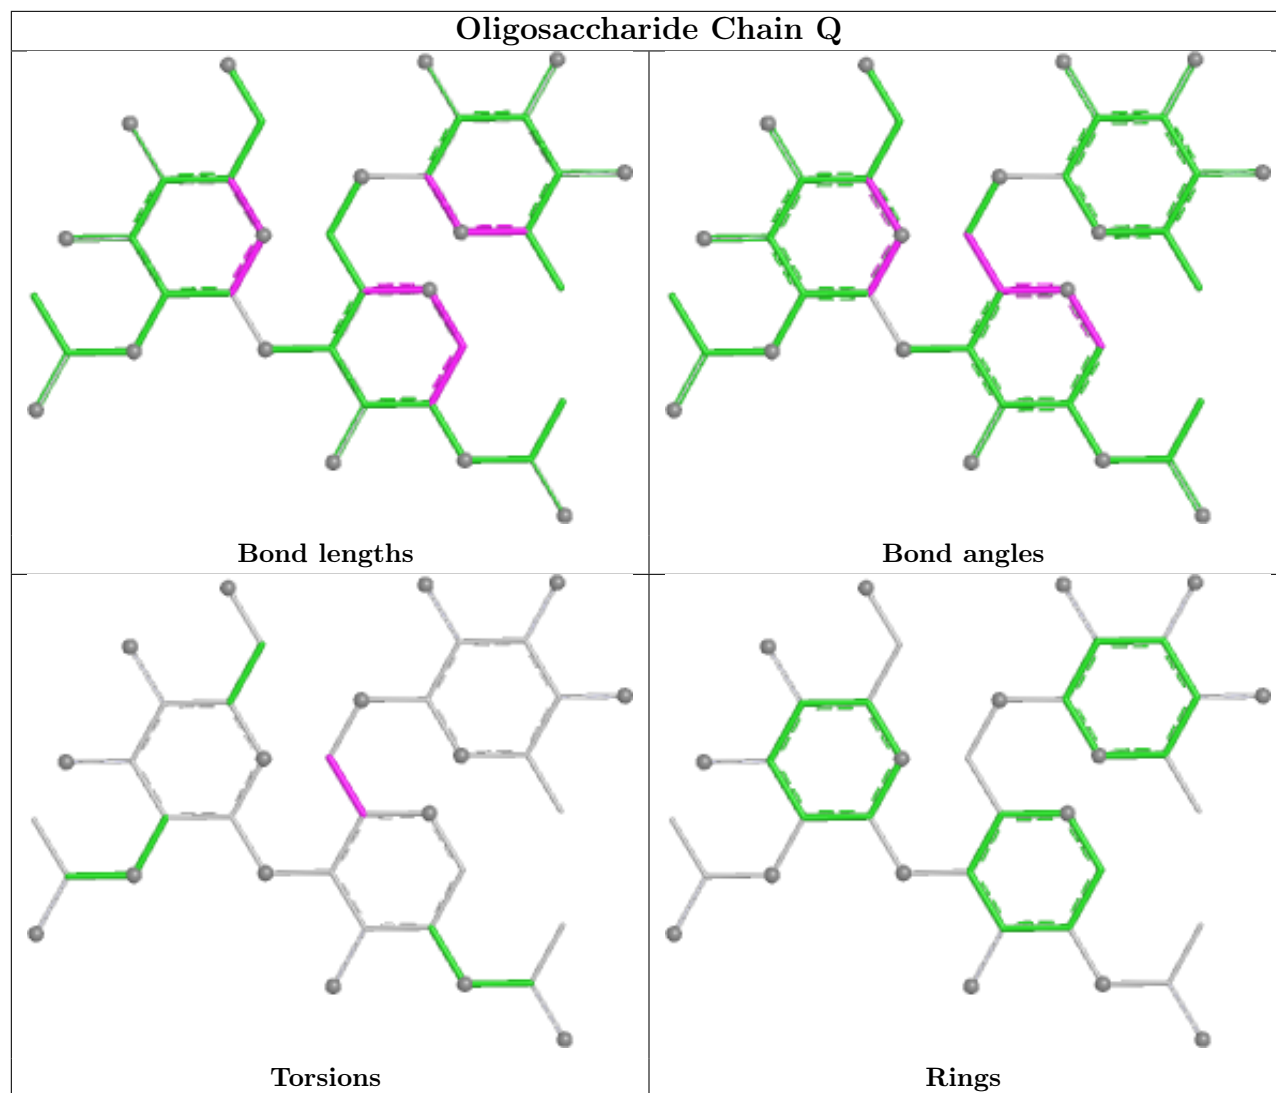 Oligosaccharide Chain Q
Bond lengths
Bond angles
Torsions
Rings